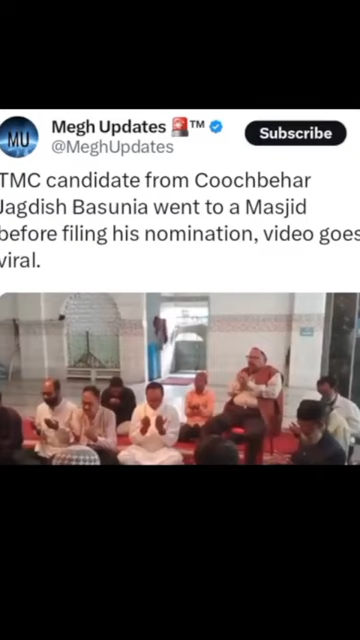 MU
Megh Updates 🚨™
Subscribe
@MeghUpdates
TMC candidate from Coochbehar
Jagdish Basunia went to a Masjid
before filing his nomination, video goes
viral.